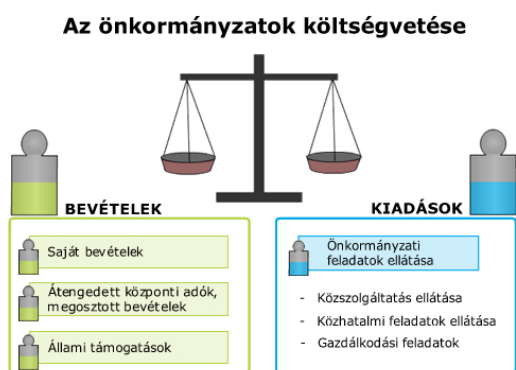 Az önkormányzatok költségvetése
BEVÉTELEK
Saját bevételek
Átengedett központi adók,
megosztott bevételek
Állami támogatások
KIADÁSOK
Önkormányzati
feladatok ellátása
- Közszolgáltatás ellátása
- Közhatalmi feladatok ellátása
- Gazdálkodási feladatok